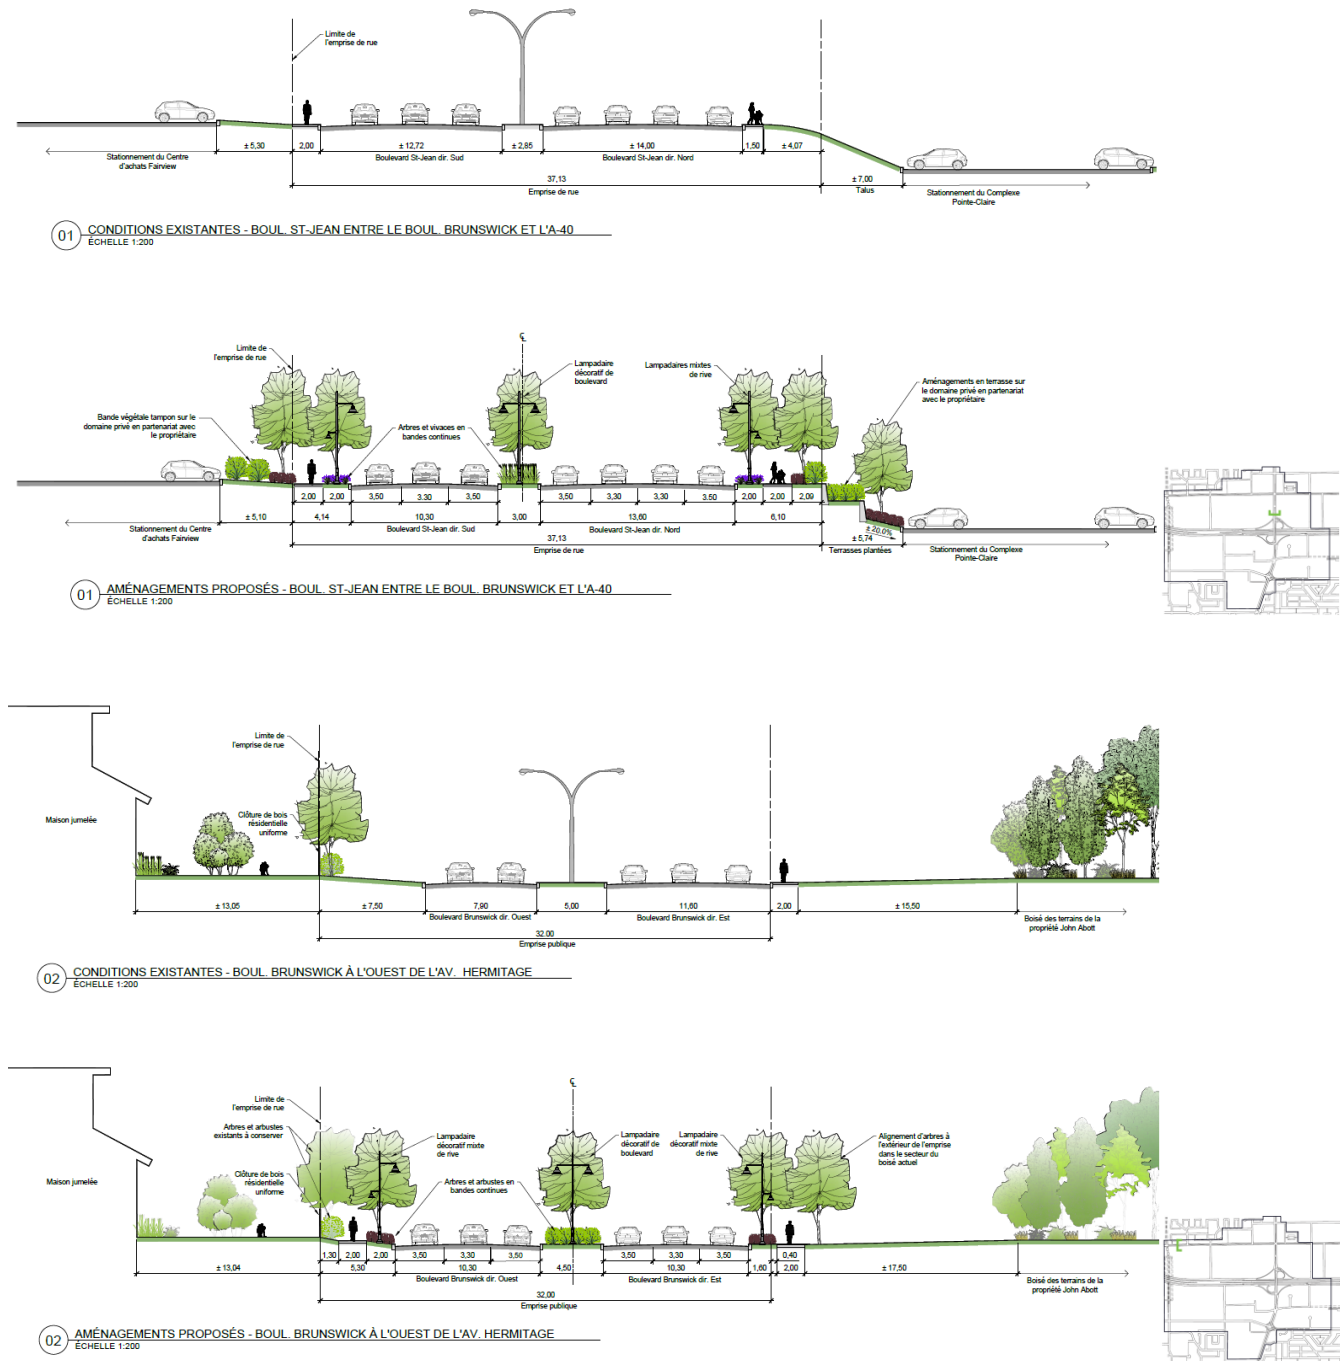 Limite de
l'emprise de rue
± 5,30
2,00
± 12,72
± 2,85
± 14,00
1,50
± 4,07
Stationnement du Centre
d'achats Fairview
Boulevard St-Jean dir. Sud
Boulevard St-Jean dir. Nord
37,13
Emprise de rue
± 7,00
Talus
Stationnement du Complexe
Pointe-Claire
01 CONDITIONS EXISTANTES - BOUL. ST-JEAN ENTRE LE BOUL. BRUNSWICK ET L'A-40
ÉCHELLE 1:200
Limite de
l'emprise de rue
Lampadaire
décoratif de
boulevard
Lampadaires mixtes
de rive
Aménagements en terrasse sur
le domaine privé en partenariat
avec le propriétaire
Bande végétale tampon sur le
domaine privé en partenariat avec
le propriétaire
Arbres et vivaces en
bandes continues
2,00
2,00
3,50
3.30
3,50
3,50
3,30
3,30
3.50
2,00
2,00
2,09
± 5,10
4,14
10,30
3,00
13,60
6,10
± 20.0%
Stationnement du Centre
d'achats Fairview
Boulevard St-Jean dir. Sud
Boulevard St-Jean dir. Nord
37,13
Emprise de rue
± 5,74
Terrasses plantées
Stationnement du Complexe
Pointe-Claire
01 AMÉNAGEMENTS PROPOSÉS - BOUL. ST-JEAN ENTRE LE BOUL. BRUNSWICK ET L'A-40
ÉCHELLE 1:200
Limite de
l'emprise de rue
Maison jumelée
Clôture de bois
résidentielle
uniforme
± 13,05
± 7,50
7,90
5,00
11,60
2,00
± 15,50
Boulevard Brunswick dir. Ouest
Boulevard Brunswick dir. Est
Boisé des terrains de la
propriété John Abott
32.00
Emprise publique
02 CONDITIONS EXISTANTES - BOUL. BRUNSWICK À L'OUEST DE L'AV. HERMITAGE
ÉCHELLE 1:200
Limite de
l'emprise de rue
Arbres et arbustes
existants à conserver
Lampadaire
décoratif mixte
de rive
Lampadaire
décoratif de
boulevard
Lampadaire
décoratif mixte
de rive
Alignement d'arbres à
l'extérieur de l'emprise
dans le secteur du
boisé actuel
Maison jumelée
Clôture de bois
résidentielle
uniforme
Arbres et arbustes en
bandes continues
1,30
2,00
2,00
3,50
3,30
3,50
3,50
3,30
3,50
0,40
± 13,04
5,30
10,30
4,50
10,30
1,60
2,00
± 17,50
Boulevard Brunswick dir. Ouest
Boulevard Brunswick dir. Est
Boisé des terrains de la
propriété John Abott
32,00
Emprise publique
02 AMÉNAGEMENTS PROPOSÉS - BOUL. BRUNSWICK À L'OUEST DE L'AV. HERMITAGE
ÉCHELLE 1:200